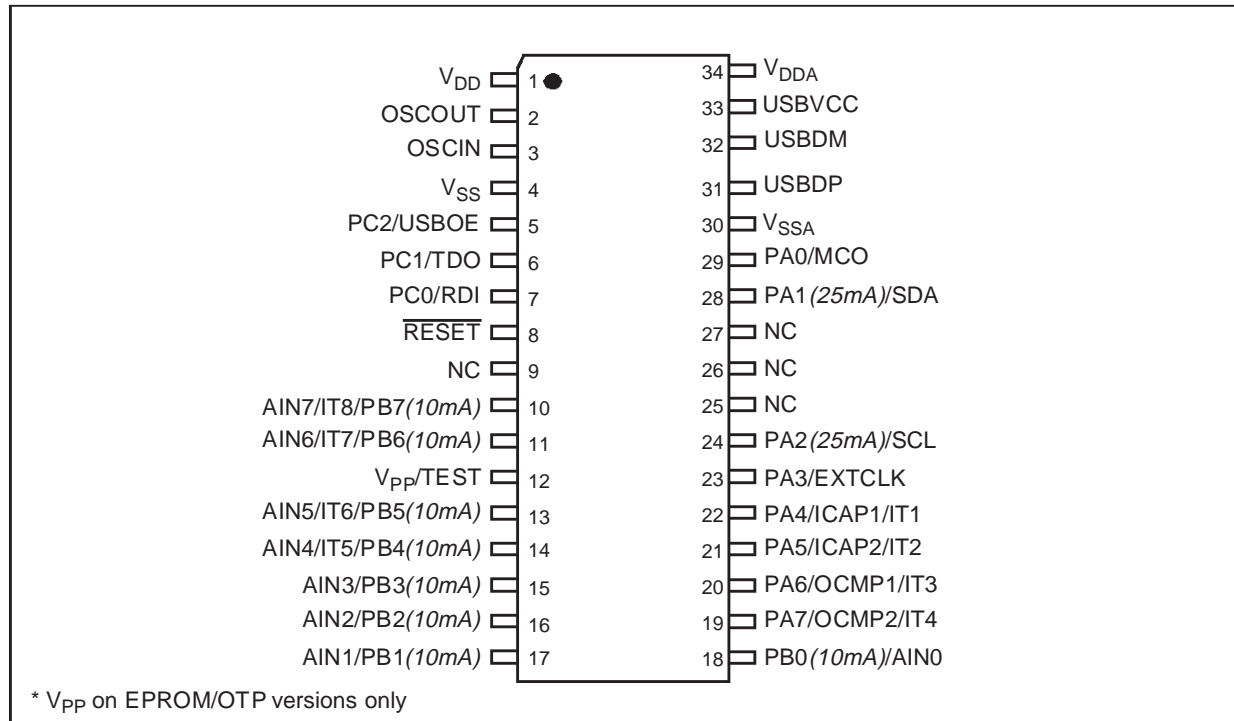 VDD 1
OSCOUT 2
OSCIN 3
VSS 4
PC2/USBOE 5
PC1/TDO 6
PC0/RDI 7
RESET 8
NC 9
AIN7/IT8/PB7(10mA) 10
AIN6/IT7/PB6(10mA) 11
VPP/TEST 12
AIN5/IT6/PB5(10mA) 13
AIN4/IT5/PB4(10mA) 14
AIN3/PB3(10mA) 15
AIN2/PB2(10mA) 16
AIN1/PB1(10mA) 17
34 VDDA
33 USBVCC
32 USBDM
31 USBDP
30 VSSA
29 PA0/MCO
28 PA1(25mA)/SDA
27 NC
26 NC
25 NC
24 PA2(25mA)/SCL
23 PA3/EXTCLK
22 PA4/ICAP1/IT1
21 PA5/ICAP2/IT2
20 PA6/OCMP1/IT3
19 PA7/OCMP2/IT4
18 PB0(10mA)/AIN0
* VPP on EPROM/OTP versions only